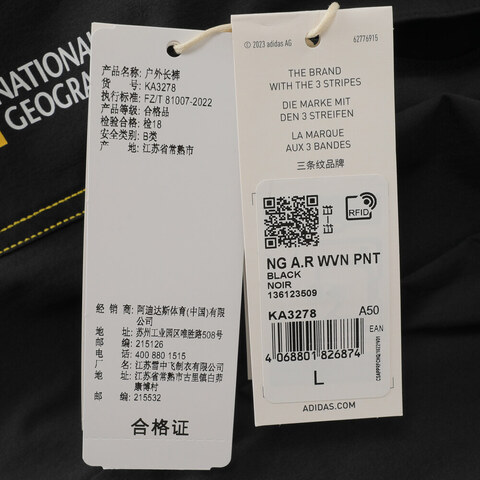 NATIONAL
GEOGRA
产品名称: 户外长裤
货 号: KA3278
执行标准: FZ/T 81007-2022
产品等级: 合格品
检验合格: 检18
安全类别: B类
产 地: 江苏省常熟市
经 销 商: 阿迪达斯体育(中国)有限
公司
地 址: 苏州工业园区唯胜路508号
邮 编: 215126
电 话: 400 880 1515
厂 名: 江苏雪中飞制衣有限公司
厂 址: 江苏省常熟市古里镇白茆
康博村
邮 编: 215532
合格证
© 2023 adidas AG
62776915
THE BRAND
WITH THE 3 STRIPES
DIE MARKE MIT
DEN 3 STREIFEN
LA MARQUE
AUX 3 BANDES
三条纹品牌
RFID
NG A.R WVN PNT
BLACK
NOIR
136123509
KA3278
A50
EAN
4 068801 826874
L
ADIDAS.COM